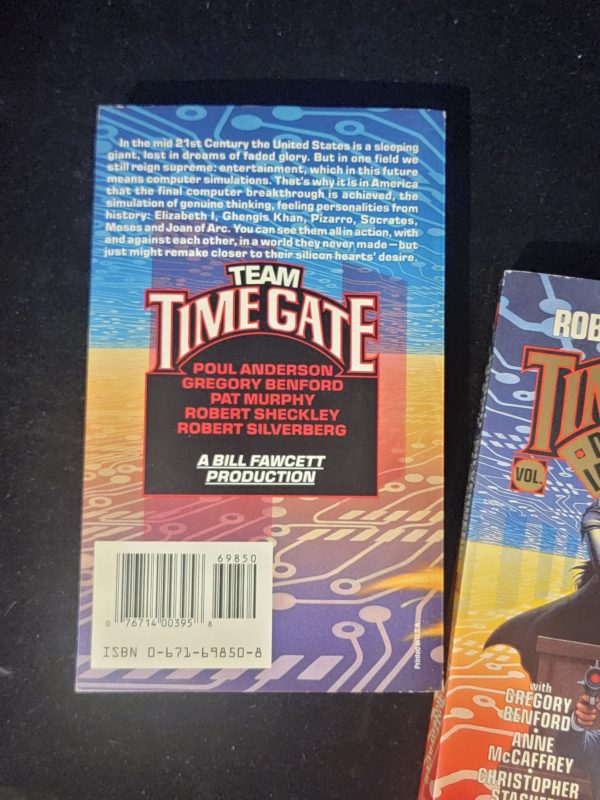 In the mid 21st Century the United States is a sleeping
giant, lost in dreams of faded glory. But in one field we
still reign supreme: entertainment, which in this future
means computer simulations. That's why it is in America
that the final computer breakthrough is achieved, the
simulation of genuine thinking, feeling personalities from
history: Elizabeth I, Ghengis Khan, Pizarro, Socrates,
Moses and Joan of Arc. You can see them all in action, with
and against each other, in a world they never made—but
just might remake closer to their silicon hearts' desire.
TEAM
TIME GATE
POUL ANDERSON
GREGORY BENFORD
PAT MURPHY
ROBERT SHECKLEY
ROBERT SILVERBERG
A BILL FAWCETT
PRODUCTION
69850
0 76714 00395 8
ISBN 0-671-69850-8
Printed in U.S.A.
ROB
VOL.
with
GREGORY
BENFORD
•
ANNE
McCAFFREY
•
CHRISTOPHER